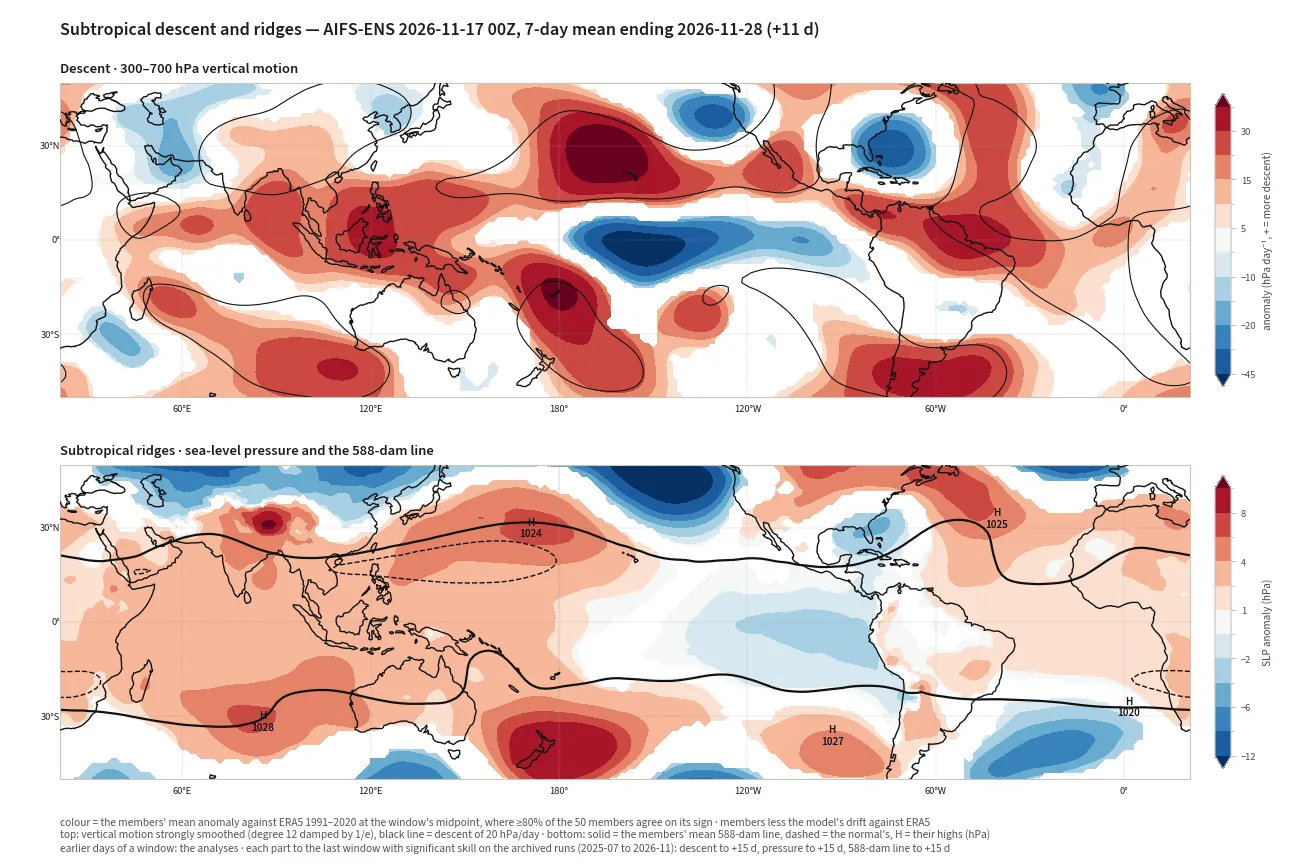 Subtropical descent and ridges — AIFS-ENS 2026-11-17 00Z, 7-day mean ending 2026-11-28 (+11 d)
Descent · 300–700 hPa vertical motion
30°N
0°
30°S
60°E
120°E
180°
120°W
60°W
0°
30
15
5
−10
−20
−45
anomaly (hPa day⁻¹, + = more descent)
Subtropical ridges · sea-level pressure and the 588-dam line
30°N
0°
30°S
H
1024
H
1025
H
1028
H
1027
H
1020
60°E
120°E
180°
120°W
60°W
0°
8
4
1
−2
−6
−12
SLP anomaly (hPa)
colour = the members' mean anomaly against ERA5 1991–2020 at the window's midpoint, where ≥80% of the 50 members agree on its sign · members less the model's drift against ERA5
top: vertical motion strongly smoothed (degree 12 damped by 1/e), black line = descent of 20 hPa/day · bottom: solid = the members' mean 588-dam line, dashed = the normal's, H = their highs (hPa)
earlier days of a window: the analyses · each part to the last window with significant skill on the archived runs (2025-07 to 2026-11): descent to +15 d, pressure to +15 d, 588-dam line to +15 d